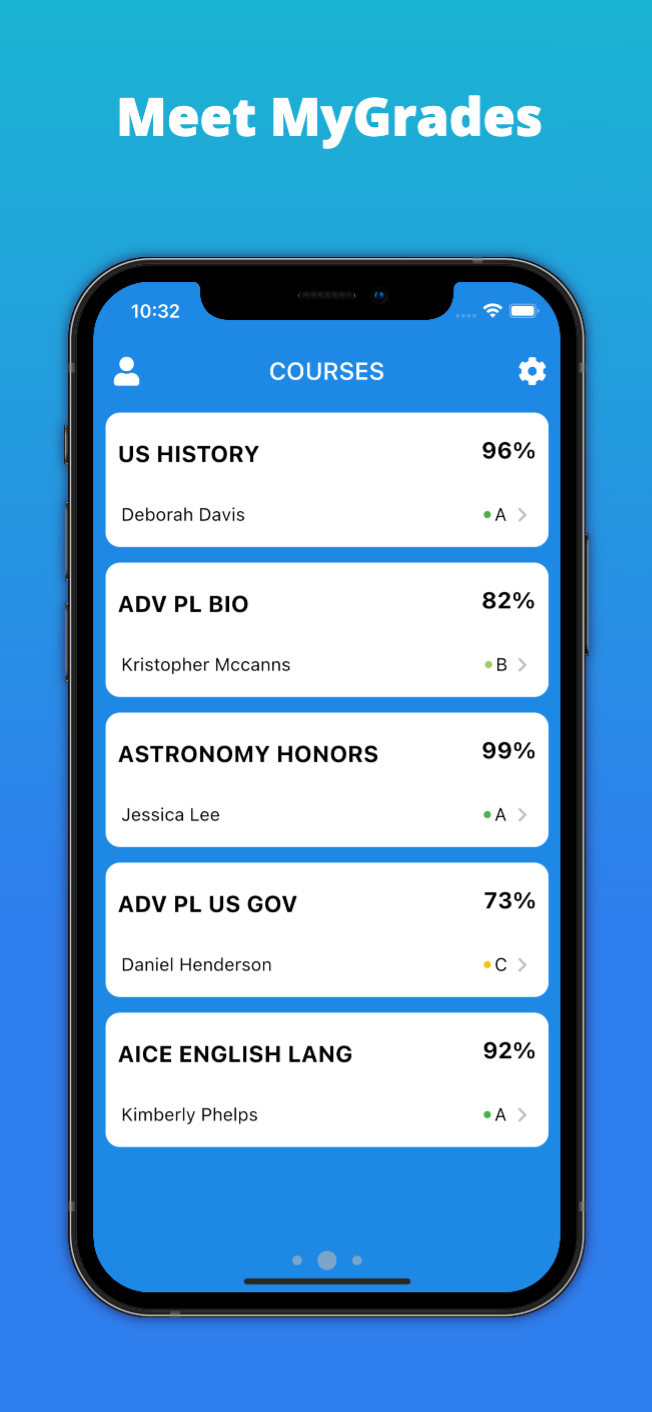 Meet MyGrades
10:32
COURSES
US HISTORY 96%
Deborah Davis A
ADV PL BIO 82%
Kristopher Mccanns B
ASTRONOMY HONORS 99%
Jessica Lee A
ADV PL US GOV 73%
Daniel Henderson C
AICE ENGLISH LANG 92%
Kimberly Phelps A